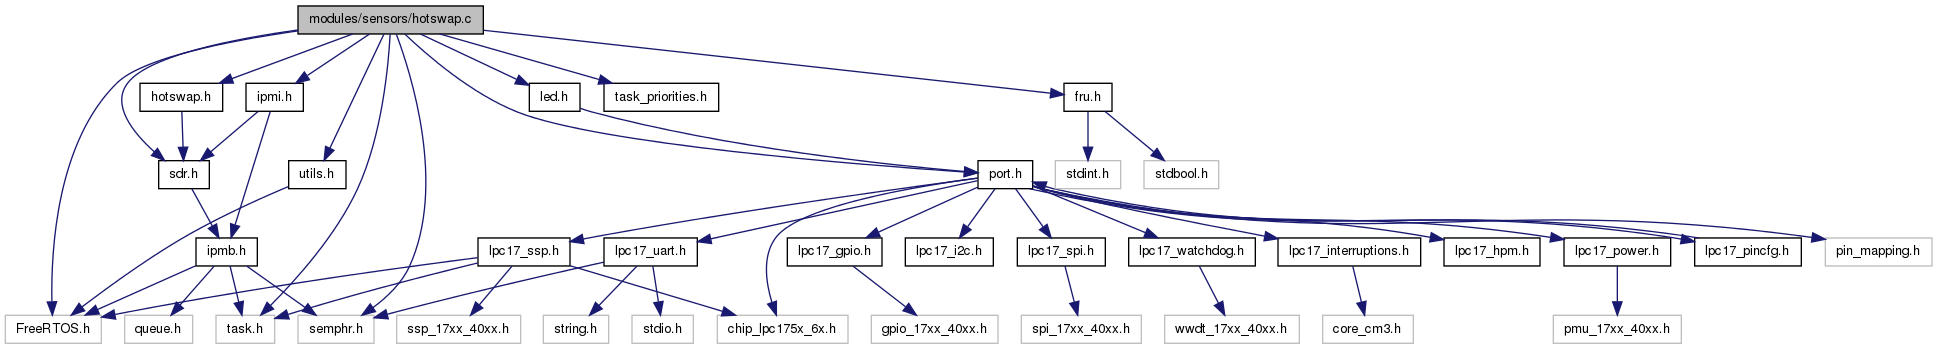 modules/sensors/hotswap.c
hotswap.h
ipmi.h
led.h
task_priorities.h
fru.h
sdr.h
utils.h
port.h
stdint.h
stdbool.h
ipmb.h
lpc17_ssp.h
lpc17_uart.h
lpc17_gpio.h
lpc17_i2c.h
lpc17_spi.h
lpc17_watchdog.h
lpc17_interruptions.h
lpc17_hpm.h
lpc17_power.h
lpc17_pincfg.h
pin_mapping.h
FreeRTOS.h
queue.h
task.h
semphr.h
ssp_17xx_40xx.h
string.h
stdio.h
chip_lpc175x_6x.h
gpio_17xx_40xx.h
spi_17xx_40xx.h
wwdt_17xx_40xx.h
core_cm3.h
pmu_17xx_40xx.h